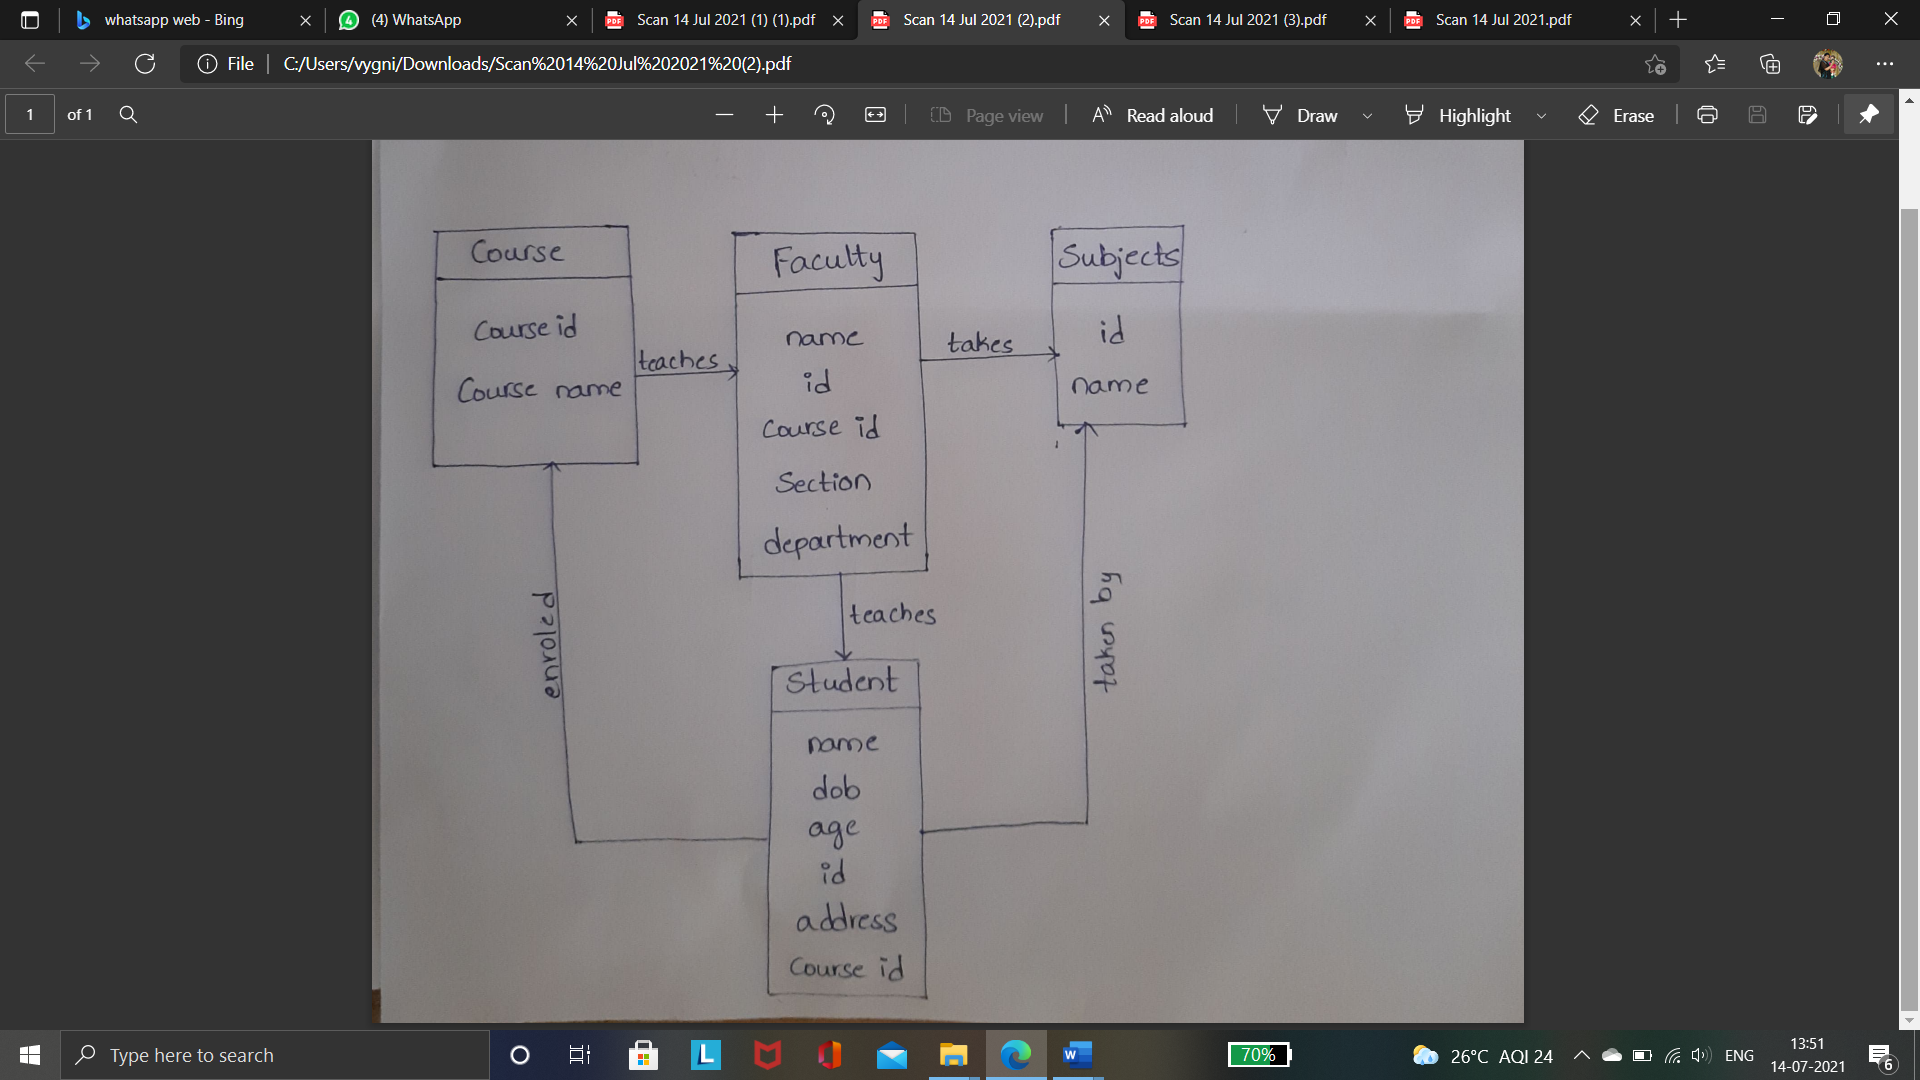 whatsapp web - Bing
(4) WhatsApp
Scan 14 Jul 2021 (1) (1).pdf
Scan 14 Jul 2021 (2).pdf
Scan 14 Jul 2021 (3).pdf
Scan 14 Jul 2021.pdf
File
C:/Users/vygni/Downloads/Scan%2014%20Jul%202021%20(2).pdf
1 of 1
Page view
Read aloud
Draw
Highlight
Erase
Course
Course id
Course name
teaches
Faculty
name
id
Course id
Section
department
takes
Subjects
id
name
enroled
teaches
taken by
Student
name
dob
age
id
address
Course id
Type here to search
70%
26°C AQI 24
ENG
13:51
14-07-2021
6